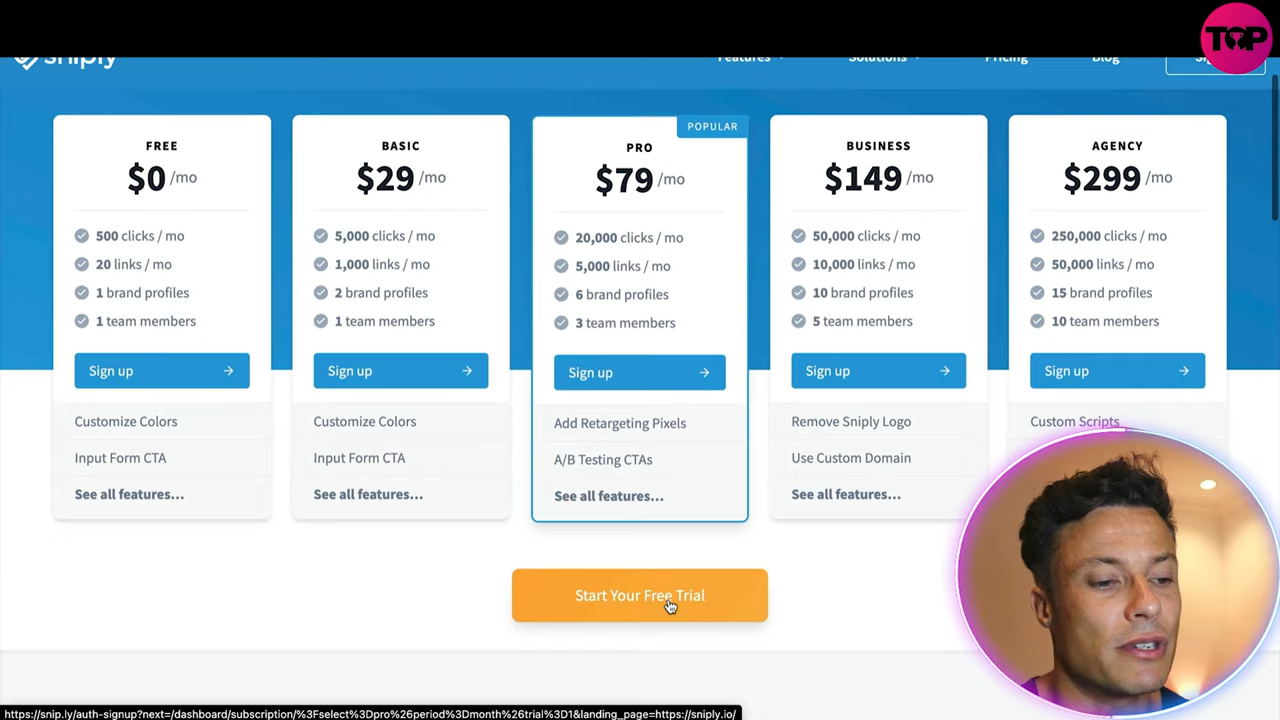 TOP
Sniply
Features
Solutions
Pricing
Blog
POPULAR
FREE
$0 /mo
500 clicks / mo
20 links / mo
1 brand profiles
1 team members
Sign up
Customize Colors
Input Form CTA
See all features...
BASIC
$29 /mo
5,000 clicks / mo
1,000 links / mo
2 brand profiles
1 team members
Sign up
Customize Colors
Input Form CTA
See all features...
PRO
$79 /mo
20,000 clicks / mo
5,000 links / mo
6 brand profiles
3 team members
Sign up
Add Retargeting Pixels
A/B Testing CTAs
See all features...
BUSINESS
$149 /mo
50,000 clicks / mo
10,000 links / mo
10 brand profiles
5 team members
Sign up
Remove Sniply Logo
Use Custom Domain
See all features...
AGENCY
$299 /mo
250,000 clicks / mo
50,000 links / mo
15 brand profiles
10 team members
Sign up
Custom Scripts
Start Your Free Trial
https://snip.ly/auth-signup?next=/dashboard/subscription/%3Fselect%3Dpro%26period%3Dmonth%26trial%3D1&landing_page=https://sniply.io/